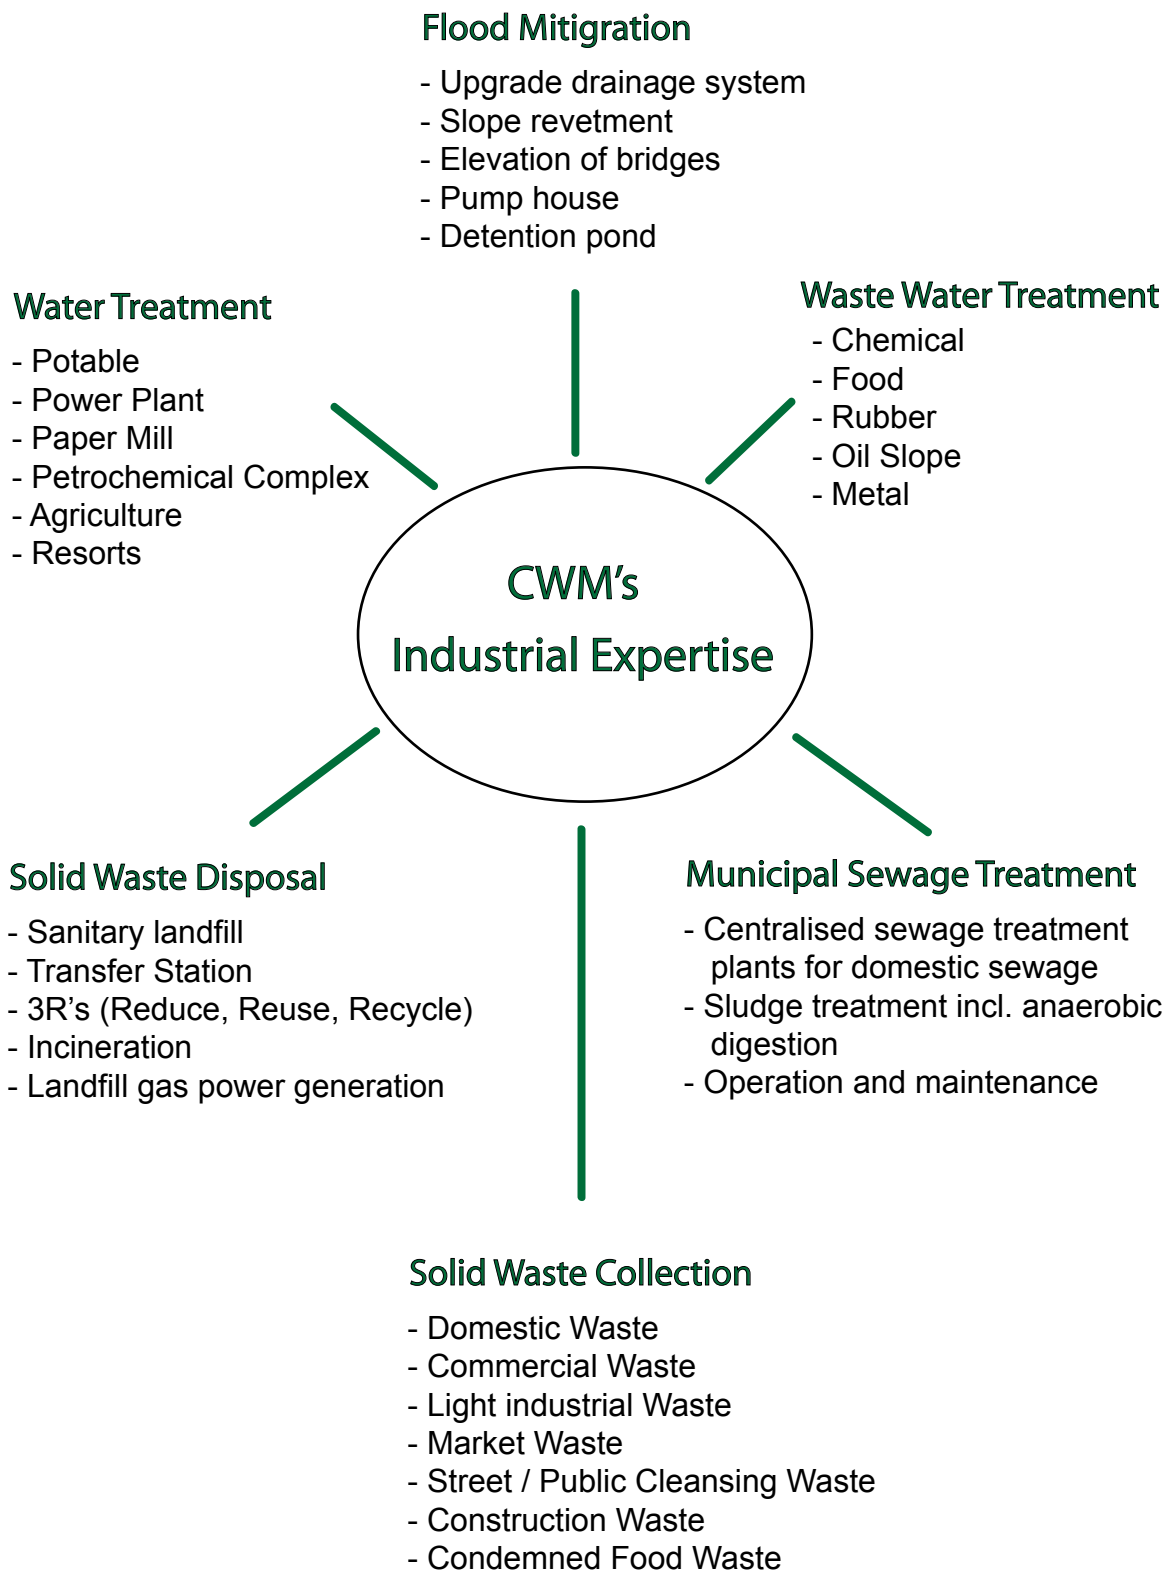 Flood Mitigration
- Upgrade drainage system
- Slope revetment
- Elevation of bridges
- Pump house
- Detention pond
Water Treatment
- Potable
- Power Plant
- Paper Mill
- Petrochemical Complex
- Agriculture
- Resorts
Waste Water Treatment
- Chemical
- Food
- Rubber
- Oil Slope
- Metal
CWM's
Industrial Expertise
Solid Waste Disposal
- Sanitary landfill
- Transfer Station
- 3R's (Reduce, Reuse, Recycle)
- Incineration
- Landfill gas power generation
Municipal Sewage Treatment
- Centralised sewage treatment
plants for domestic sewage
- Sludge treatment incl. anaerobic
digestion
- Operation and maintenance
Solid Waste Collection
- Domestic Waste
- Commercial Waste
- Light industrial Waste
- Market Waste
- Street / Public Cleansing Waste
- Construction Waste
- Condemned Food Waste